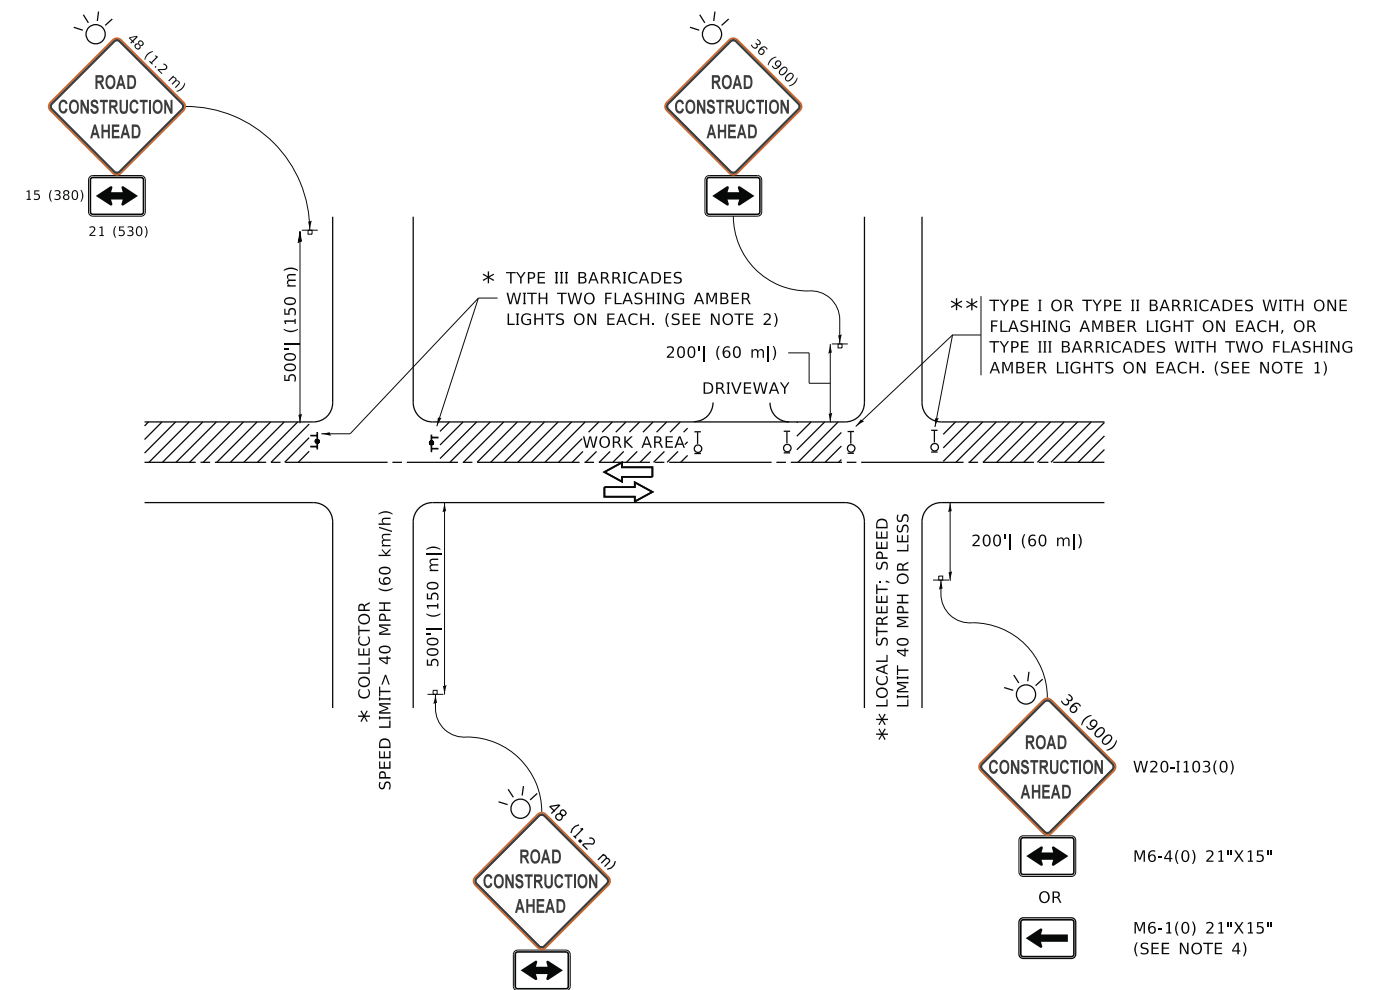 48 (1.2 m)
ROAD
CONSTRUCTION
AHEAD
15 (380)
21 (530)
36 (900)
ROAD
CONSTRUCTION
AHEAD
500'| (150 m)
* TYPE III BARRICADES
WITH TWO FLASHING AMBER
LIGHTS ON EACH. (SEE NOTE 2)
200'| (60 m|)
DRIVEWAY
** TYPE I OR TYPE II BARRICADES WITH ONE
FLASHING AMBER LIGHT ON EACH, OR
TYPE III BARRICADES WITH TWO FLASHING
AMBER LIGHTS ON EACH. (SEE NOTE 1)
WORK AREA
* COLLECTOR
SPEED LIMIT> 40 MPH (60 km/h)
500'| (150 m|)
** LOCAL STREET; SPEED
LIMIT 40 MPH OR LESS
200'| (60 m|)
48 (1.2 m)
ROAD
CONSTRUCTION
AHEAD
36 (900)
ROAD
CONSTRUCTION
AHEAD
W20-I103(0)
M6-4(0) 21"X15"
OR
M6-1(0) 21"X15"
(SEE NOTE 4)